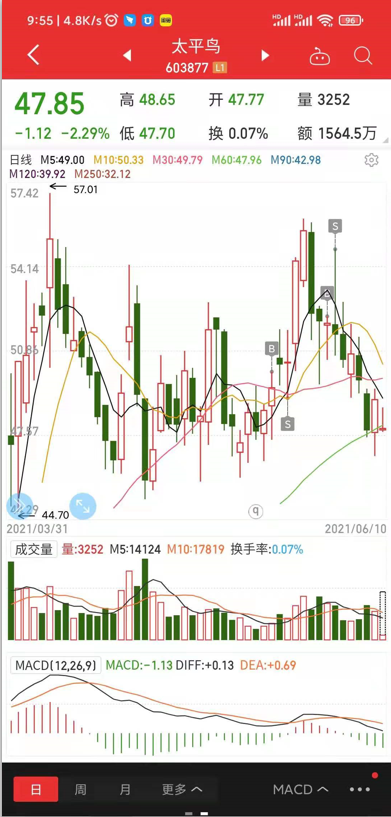 9:55 | 4.8K/s
96
太平鸟
603877 L1
47.85 高 48.65 开 47.77 量 3252
-1.12 -2.29% 低 47.70 换 0.07% 额 1564.5万
日线 M5:49.00 M10:50.33 M30:49.79 M60:47.96 M90:42.98
M120:39.92 M250:32.12
57.42
57.01
54.14
S
50.86
B
S
47.57
44.29
44.70
q
2021/03/31 2021/06/10
成交量 量:3252 M5:14124 M10:17819 换手率:0.07%
MACD(12,26,9) MACD:-1.13 DIFF:+0.13 DEA:+0.69
日 周 月 更多 MACD